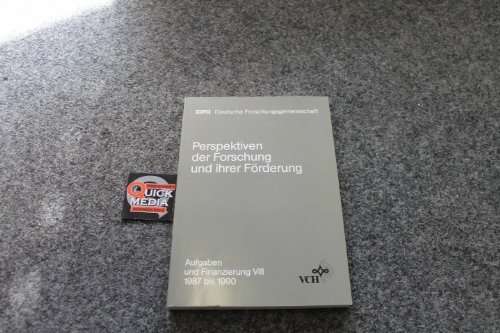 DFG Deutsche Forschungsgemeinschaft
Perspektiven
der Forschung
und ihrer Förderung
QUICK
MEDIA
Aufgaben
und Finanzierung VIII
1987 bis 1990
VCH